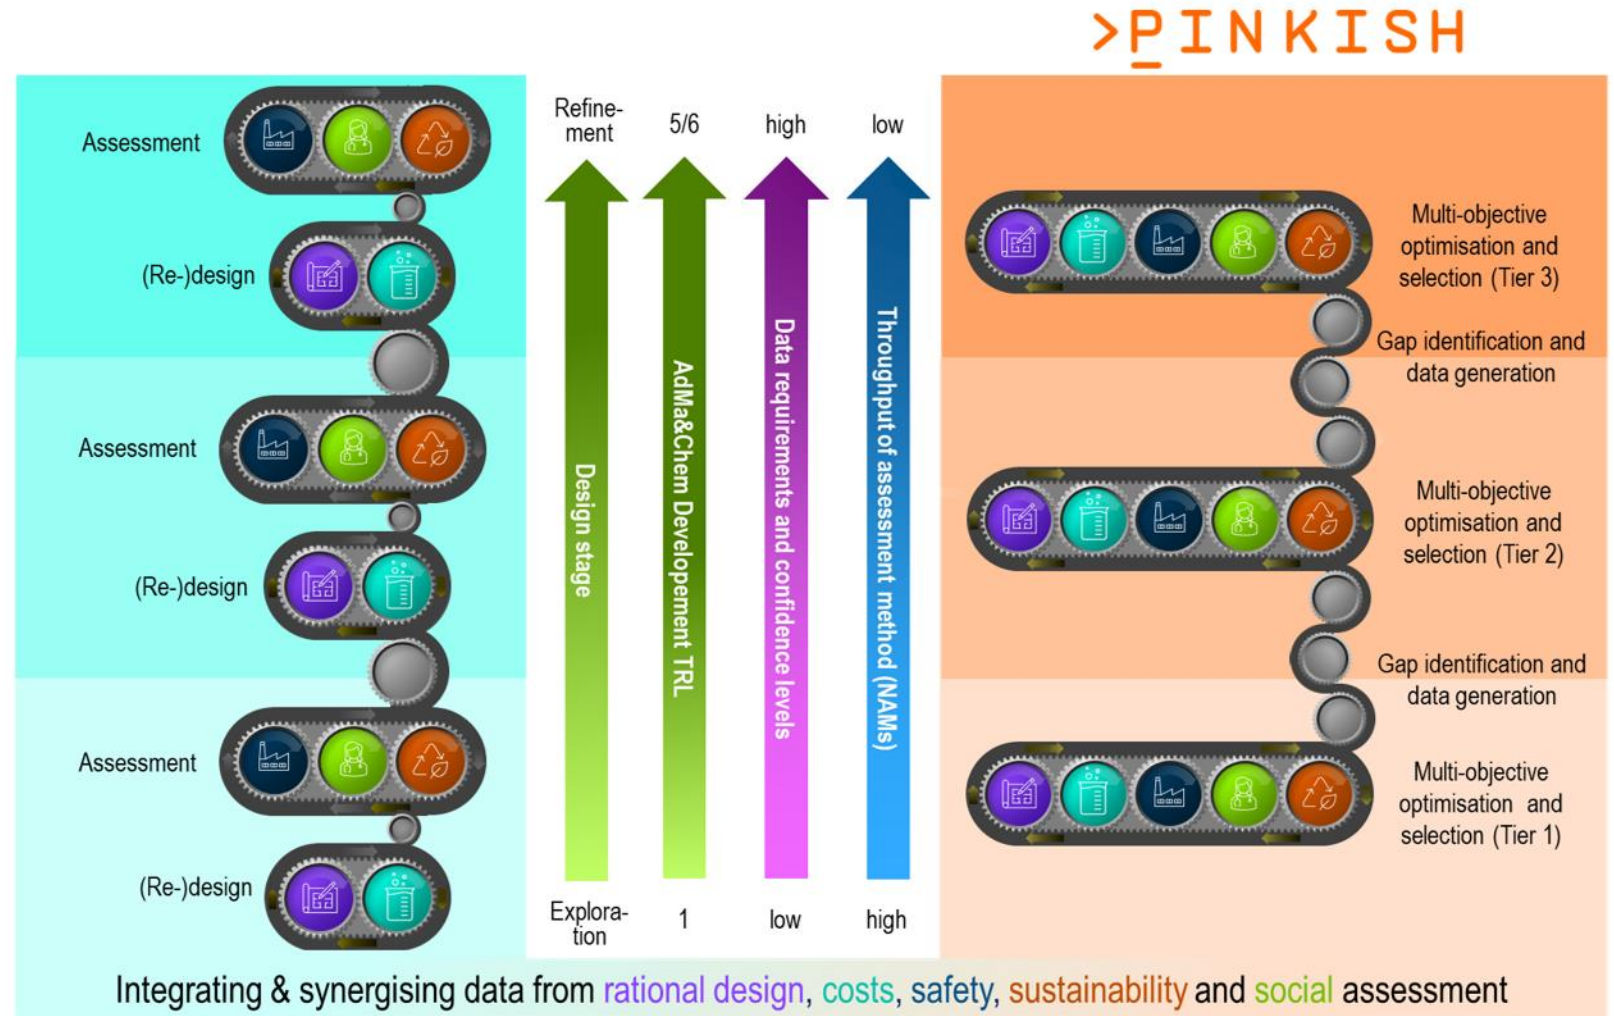 >PINKISH
Assessment
(Re-)design
Assessment
(Re-)design
Assessment
(Re-)design
Refine-
ment
5/6
high
low
Design stage
AdMa&Chem Developement TRL
Data requirements and confidence levels
Throughput of assessment method (NAMs)
Explora-
tion
1
low
high
Multi-objective
optimisation and
selection (Tier 3)
Gap identification and
data generation
Multi-objective
optimisation and
selection (Tier 2)
Gap identification and
data generation
Multi-objective
optimisation and
selection (Tier 1)
Integrating & synergising data from rational design, costs, safety, sustainability and social assessment